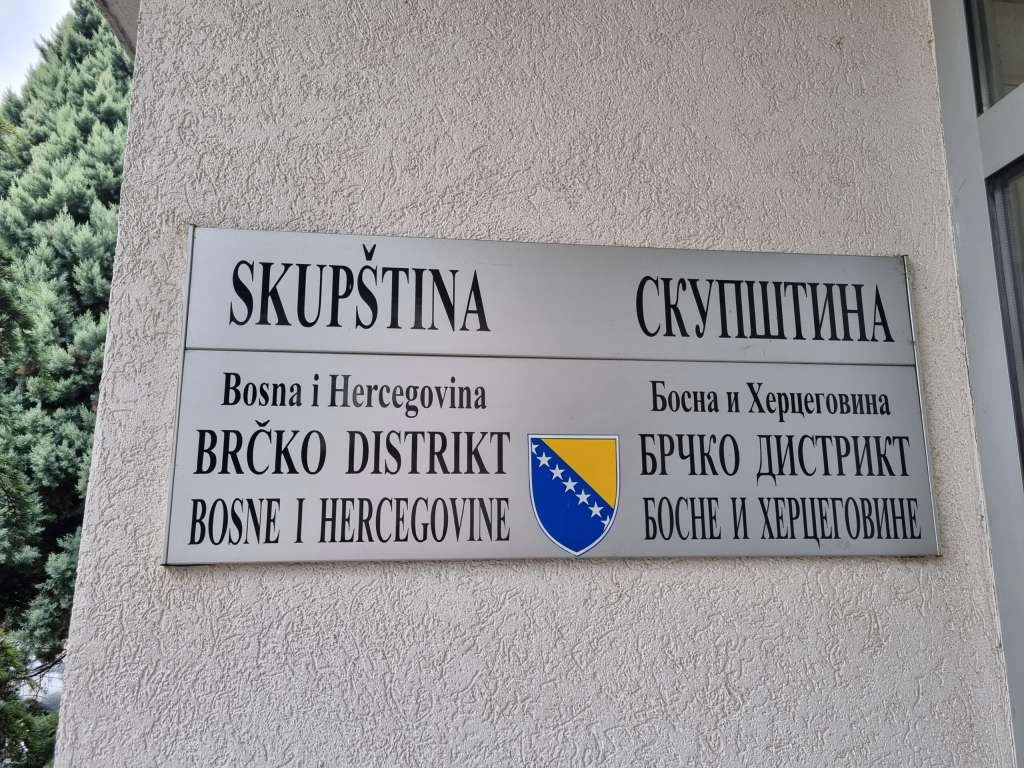 SKUPŠTINA
СКУПШТИНА
Bosna i Hercegovina
BRČKO DISTRIKT
BOSNE I HERCEGOVINE
Босна и Херцеговина
БРЧКО ДИСТРИКТ
БОСНЕ И ХЕРЦЕГОВИНЕ